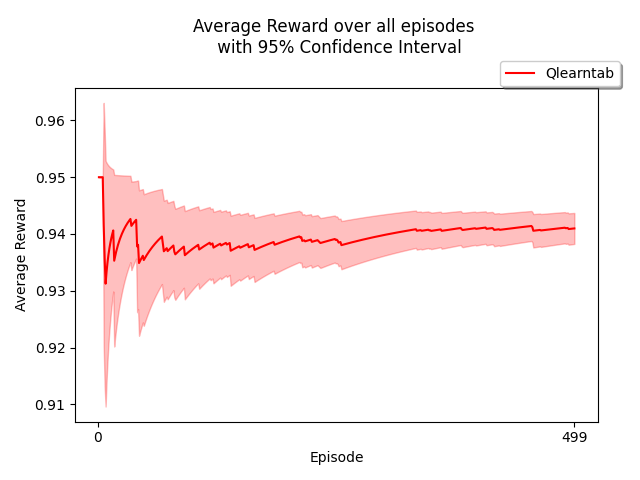 Average Reward over all episodes
with 95% Confidence Interval
Qlearntab
0.96
0.95
0.94
0.93
0.92
0.91
Average Reward
0
499
Episode